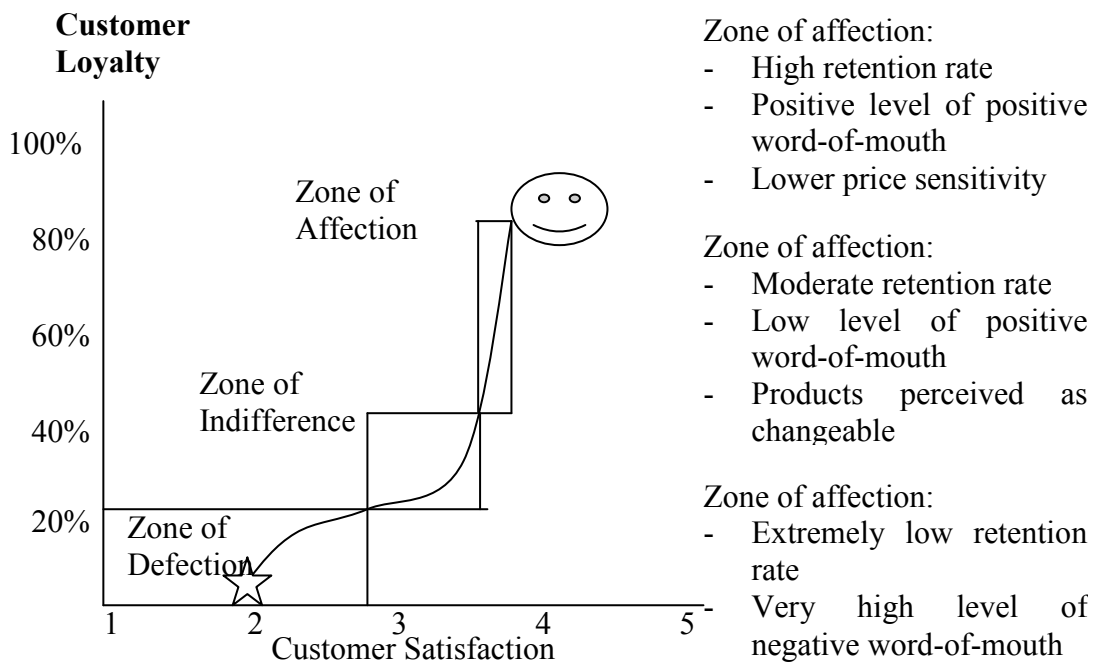 Customer
Loyalty
100%
80%
60%
40%
20%
Zone of
Affection
Zone of
Indifference
Zone of
Defection
1
2
3
4
5
Customer Satisfaction
Zone of affection:
- High retention rate
- Positive level of positive
word-of-mouth
- Lower price sensitivity
Zone of affection:
- Moderate retention rate
- Low level of positive
word-of-mouth
- Products perceived as
changeable
Zone of affection:
- Extremely low retention
rate
- Very high level of
negative word-of-mouth